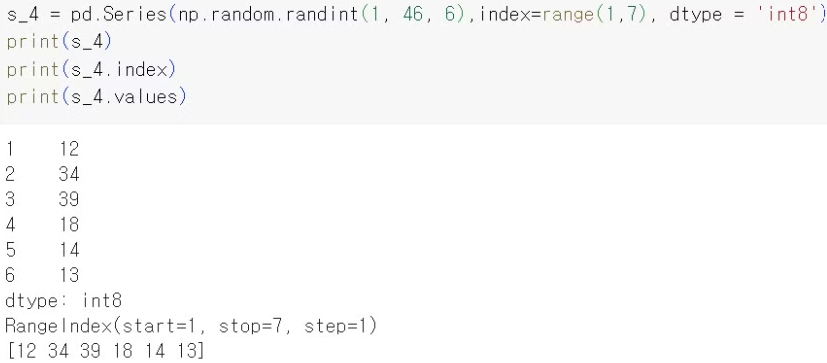 s_4 = pd.Series(np.random.randint(1, 46, 6),index=range(1,7), dtype = 'int8')
print(s_4)
print(s_4.index)
print(s_4.values)
1    12
2    34
3    39
4    18
5    14
6    13
dtype: int8
RangeIndex(start=1, stop=7, step=1)
[12 34 39 18 14 13]